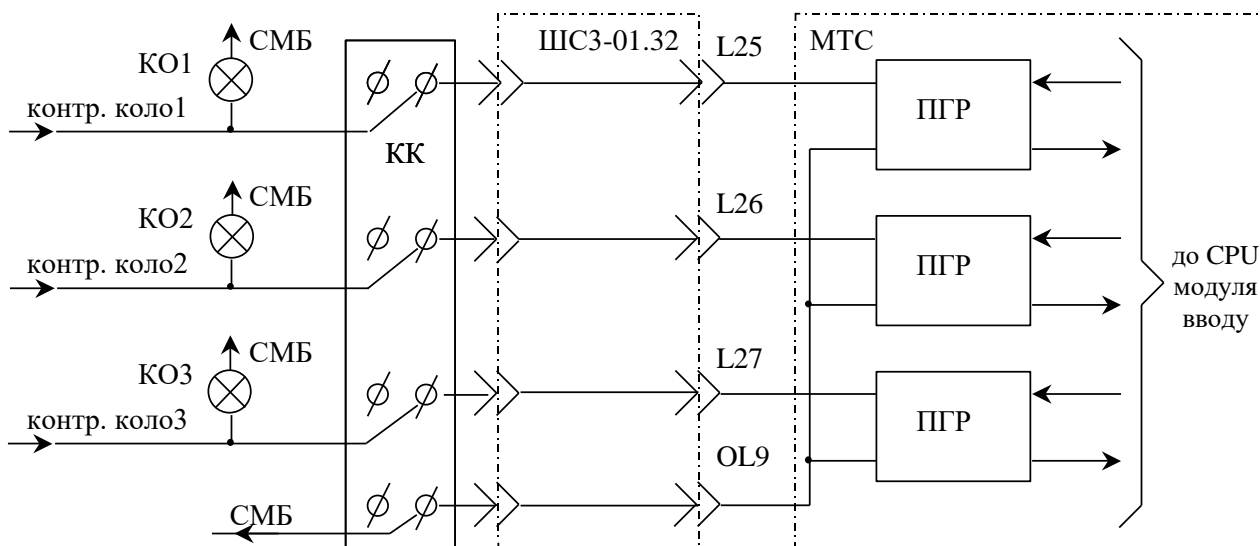 СМБ
ШСЗ-01.32
L25
МТС
КО1
контр. коло1
ПГР
КК
СМБ
L26
КО2
контр. коло2
ПГР
до CPU
модуля
вводу
СМБ
L27
КО3
контр. коло3
ПГР
OL9
СМБ